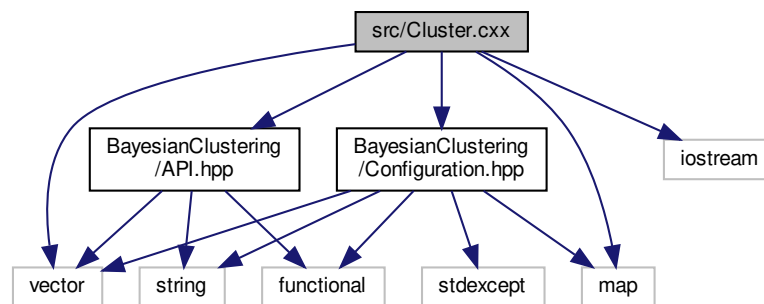 src/Cluster.cxx
BayesianClustering
/API.hpp
BayesianClustering
/Configuration.hpp
iostream
vector
string
functional
stdexcept
map